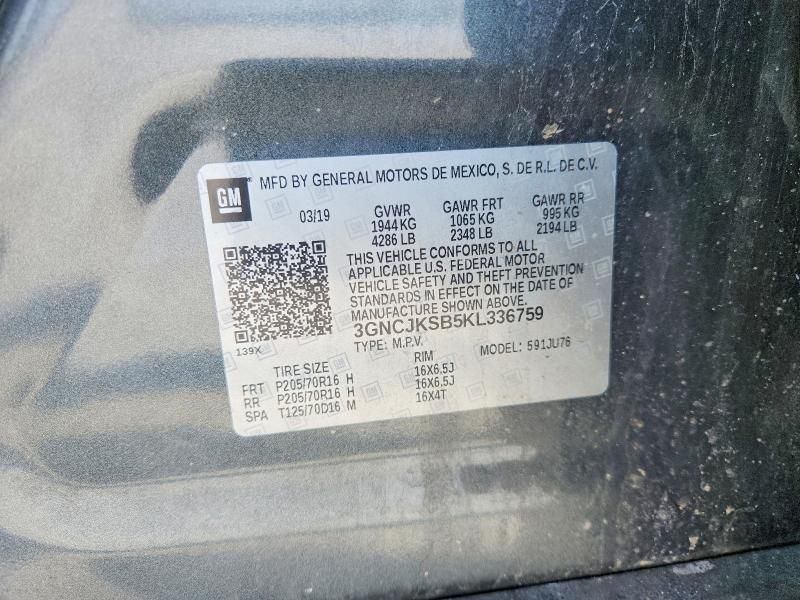 GM MFD BY GENERAL MOTORS DE MEXICO, S. DE R.L. DE C.V.
03/19 GVWR GAWR FRT GAWR RR
1944 KG 1065 KG 995 KG
4286 LB 2348 LB 2194 LB
THIS VEHICLE CONFORMS TO ALL
APPLICABLE U.S. FEDERAL MOTOR
VEHICLE SAFETY AND THEFT PREVENTION
STANDARDS IN EFFECT ON THE DATE OF
MANUFACTURE SHOWN ABOVE.
3GNCJKSB5KL336759
139X TYPE: M.P.V. MODEL: 591JU76
TIRE SIZE RIM
FRT P205/70R16 H 16X6.5J
RR P205/70R16 H 16X6.5J
SPA T125/70D16 M 16X4T